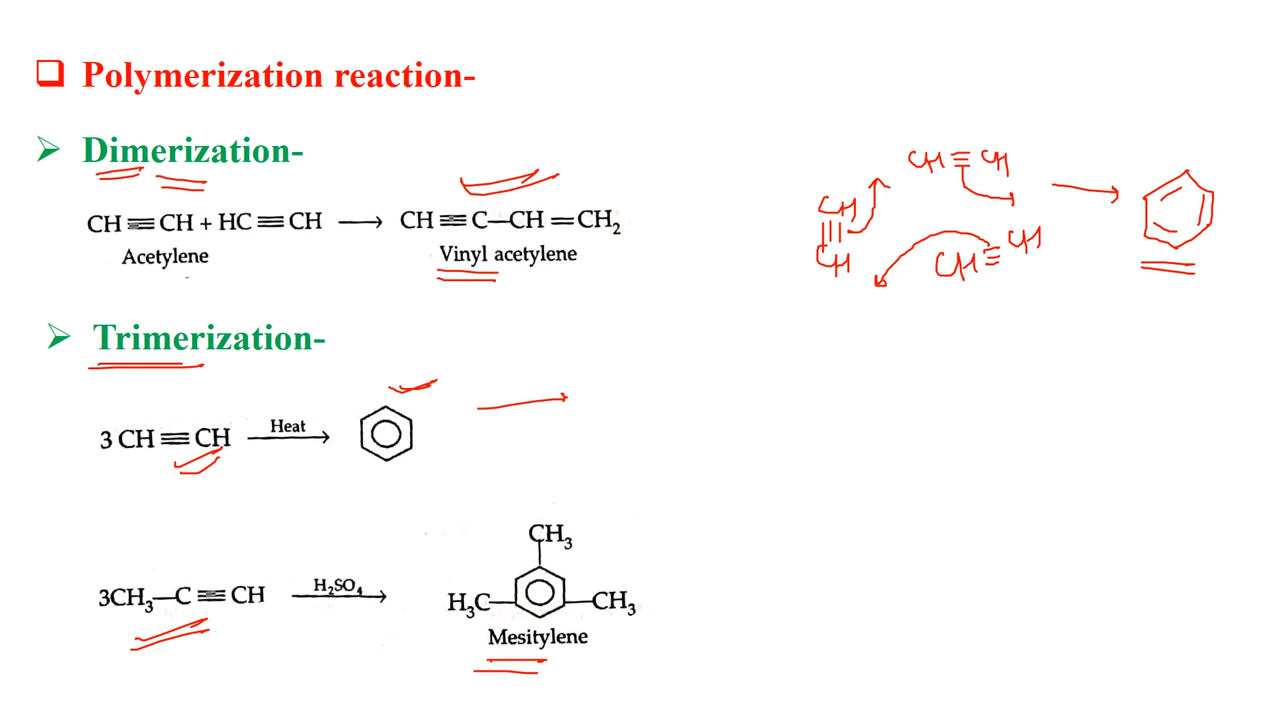 ❑ Polymerization reaction-
➢ Dimerization-
CH≡CH + HC≡CH ⟶ CH≡C—CH=CH₂
Acetylene Vinyl acetylene
➢ Trimerization-
3 CH≡CH Heat
3CH₃—C≡CH H₂SO₄
CH₃
H₃C— —CH₃
Mesitylene
CH≡CH
CH
|||
CH
CH≡CH